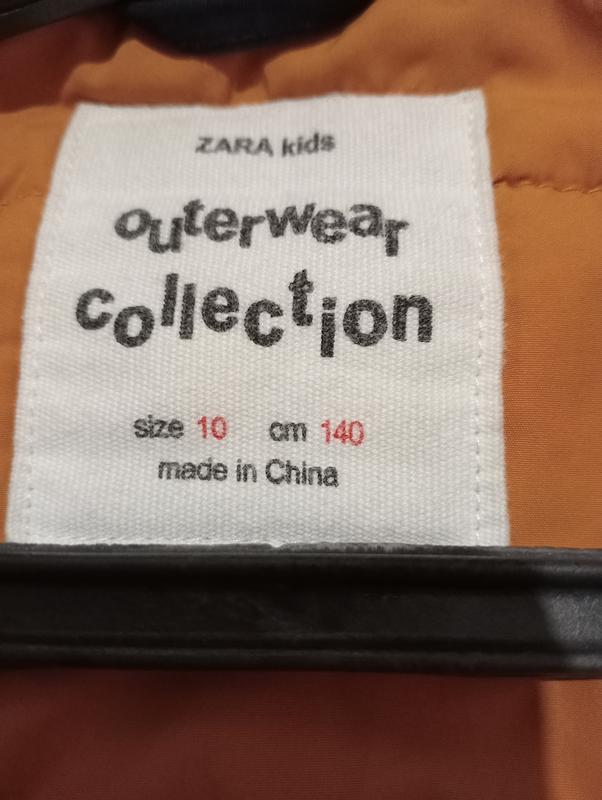 ZARA kids
outerwear
collection
size 10 cm 140
made in China